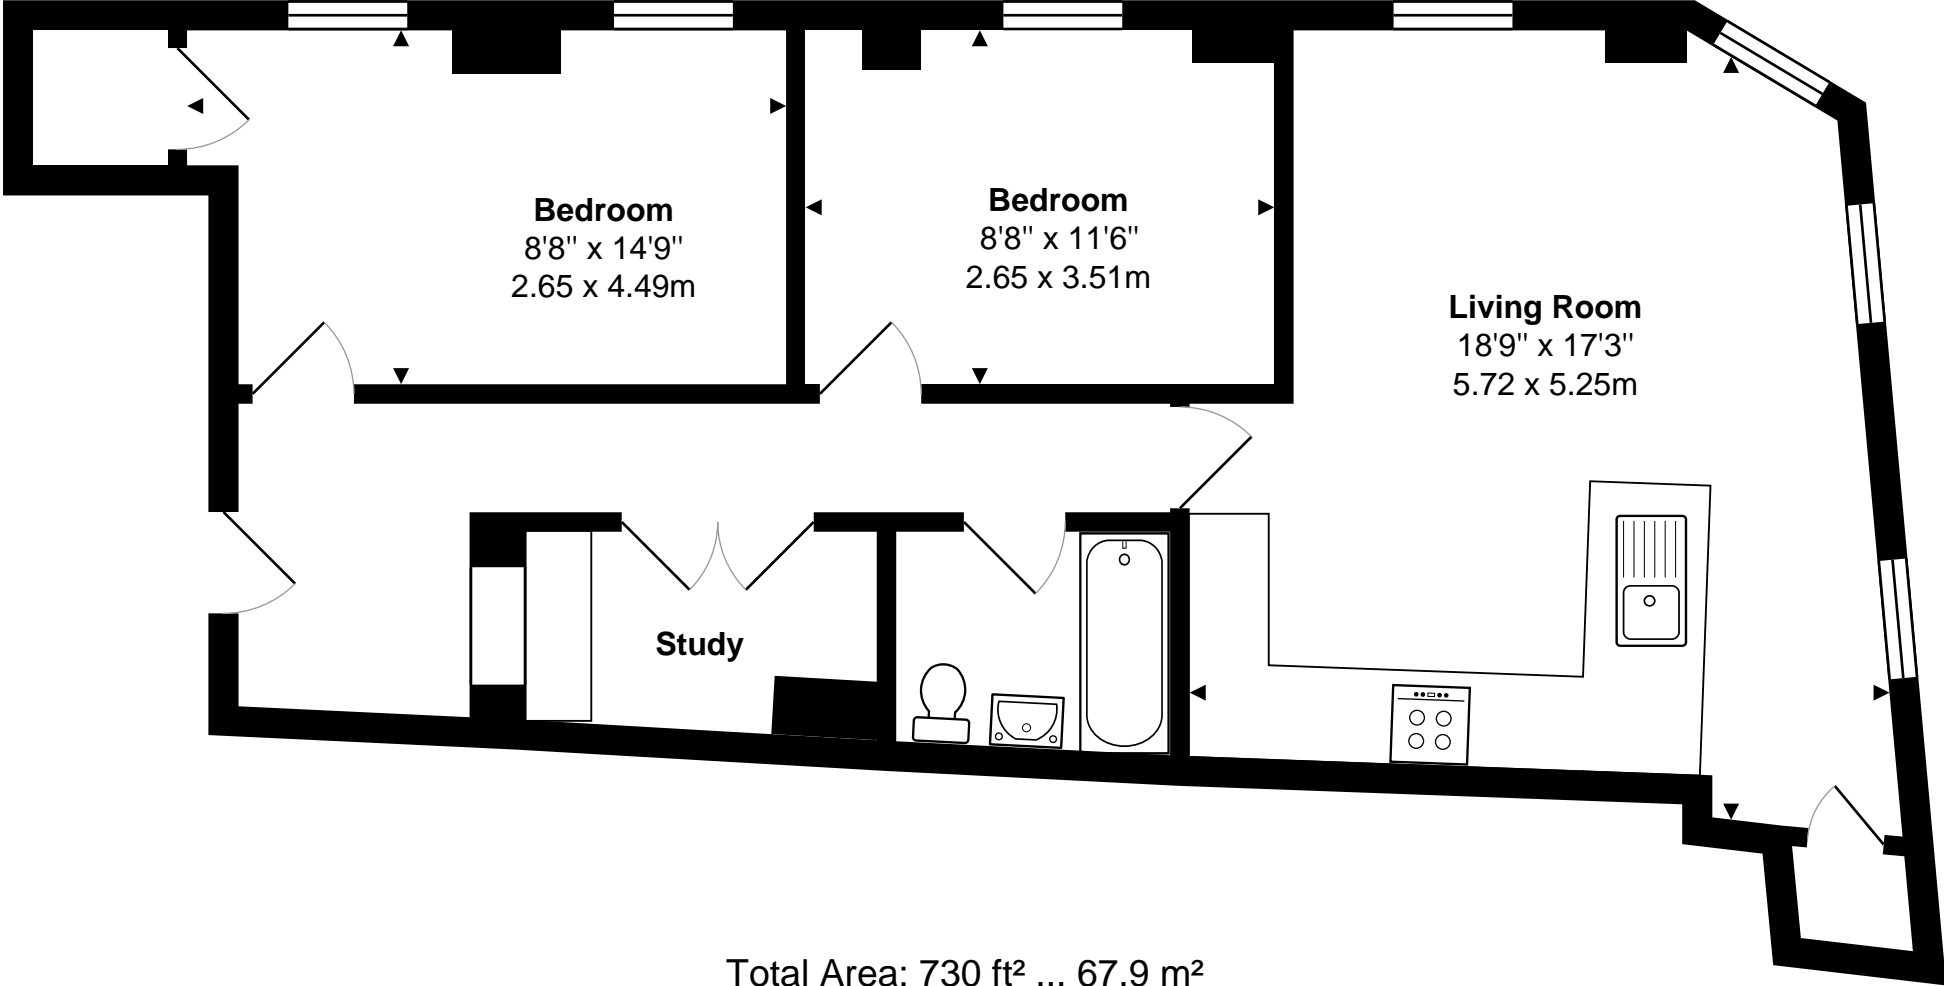 Bedroom
8'8" x 14'9"
2.65 x 4.49m
Bedroom
8'8" x 11'6"
2.65 x 3.51m
Living Room
18'9" x 17'3"
5.72 x 5.25m
Study
Total Area: 730 ft² ... 67.9 m²